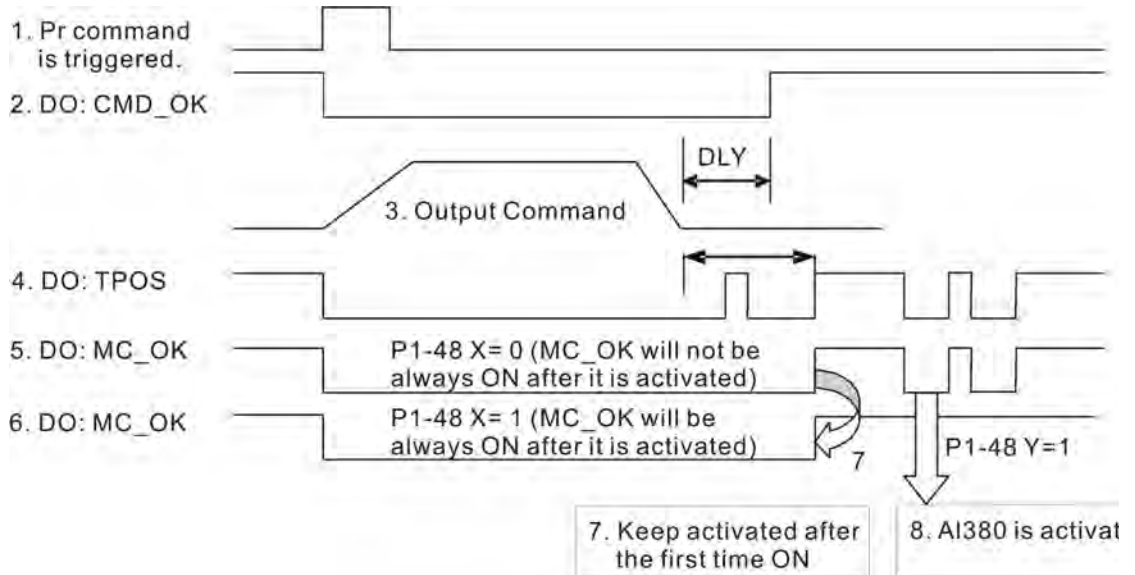 1. Pr command
is triggered.
2. DO: CMD_OK
DLY
3. Output Command
4. DO: TPOS
5. DO: MC_OK
P1-48 X= 0 (MC_OK will not be
always ON after it is activated)
6. DO: MC_OK
P1-48 X= 1 (MC_OK will be
always ON after it is activated)
7
P1-48 Y=1
7. Keep activated after
the first time ON
8. AI380 is activat